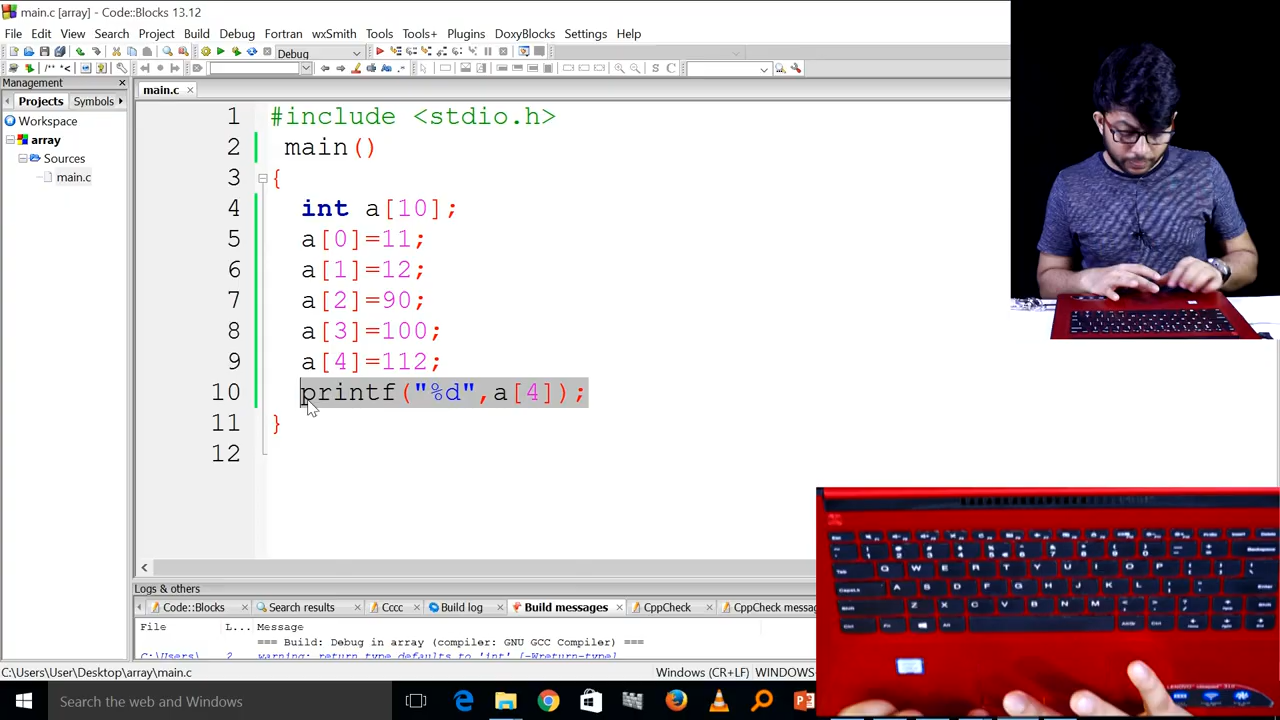 main.c [array] - Code::Blocks 13.12
File Edit View Search Project Build Debug Fortran wxSmith Tools Tools+ Plugins DoxyBlocks Settings Help
Debug
Management
Projects Symbols
Workspace
array
Sources
main.c
main.c
1 #include <stdio.h>
2 main()
3 {
4 int a[10];
5 a[0]=11;
6 a[1]=12;
7 a[2]=90;
8 a[3]=100;
9 a[4]=112;
10 printf("%d",a[4]);
11 }
12
Logs & others
Code::Blocks Search results Cccc Build log Build messages CppCheck CppCheck messag
File L... Message
=== Build: Debug in array (compiler: GNU GCC Compiler) ===
C:\Users\ 2 warning: return type defaults to 'int' [-Wreturn-type]
C:\Users\User\Desktop\array\main.c Windows (CR+LF) WINDOWS
Search the web and Windows